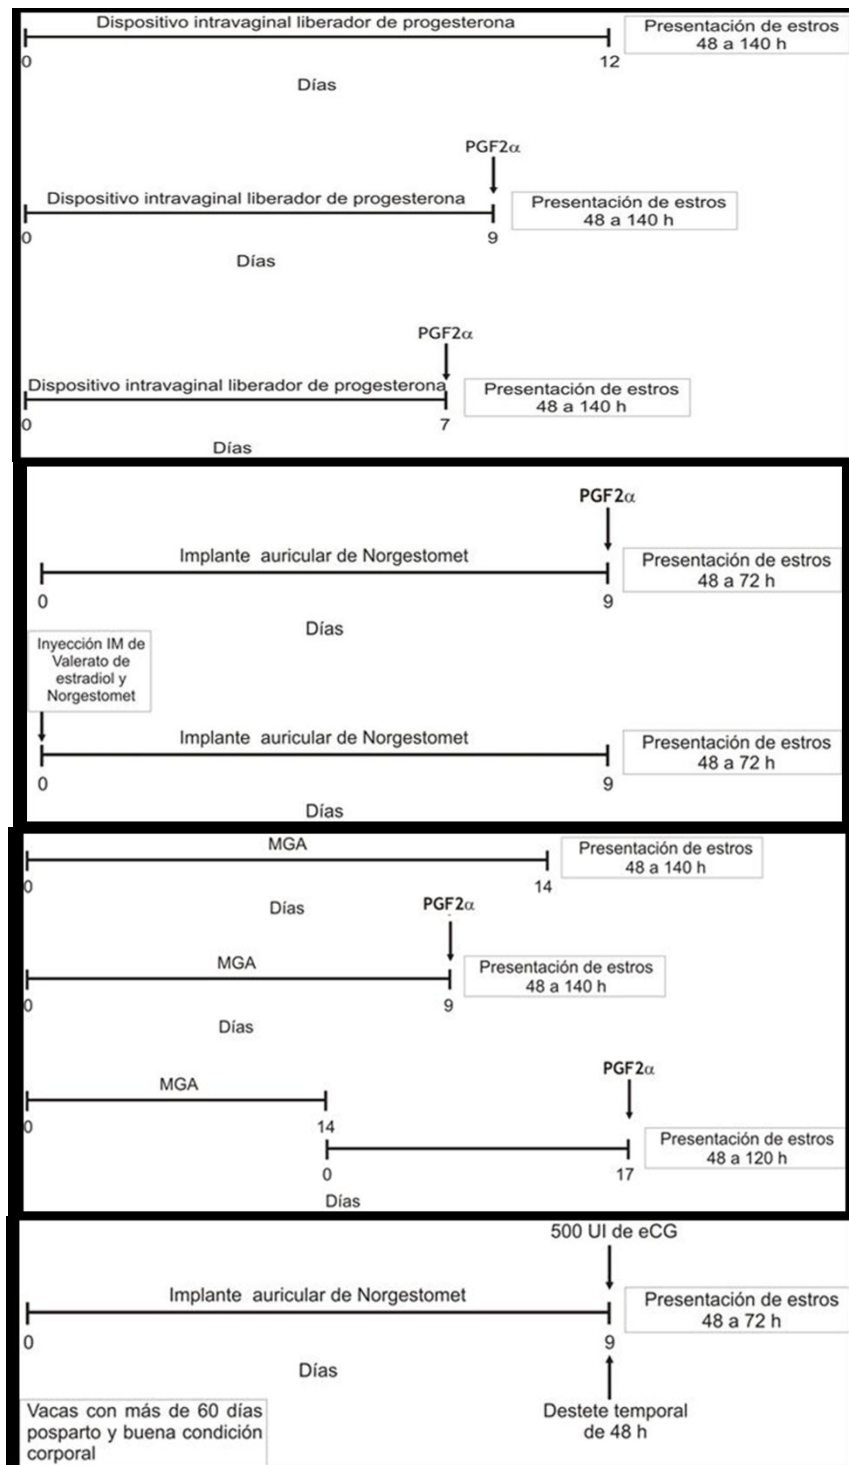 Dispositivo intravaginal liberador de progesterona
Presentación de estros
48 a 140 h
0
12
Días
PGF2α
Dispositivo intravaginal liberador de progesterona
Presentación de estros
48 a 140 h
0
9
Días
PGF2α
Dispositivo intravaginal liberador de progesterona
Presentación de estros
48 a 140 h
0
7
Días
PGF2α
Implante auricular de Norgestomet
Presentación de estros
48 a 72 h
0
9
Días
Inyección IM de
Valerato de
estradiol y
Norgestomet
Implante auricular de Norgestomet
Presentación de estros
48 a 72 h
0
9
Días
MGA
Presentación de estros
48 a 140 h
0
14
Días
PGF2α
MGA
Presentación de estros
48 a 140 h
0
9
Días
PGF2α
MGA
0
14
Presentación de estros
48 a 120 h
0
17
Días
500 UI de eCG
Implante auricular de Norgestomet
Presentación de estros
48 a 72 h
0
9
Días
Destete temporal
de 48 h
Vacas con más de 60 días
posparto y buena condición
corporal